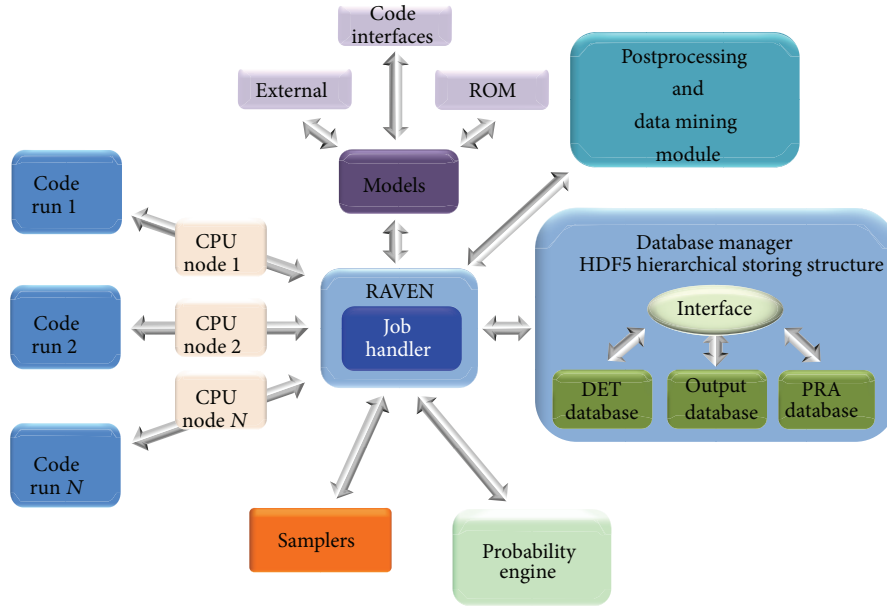 Code
interfaces
External
ROM
Postprocessing
and
data mining
module
Models
Code
run 1
CPU
node 1
Database manager
HDF5 hierarchical storing structure
RAVEN
Job
handler
Interface
Code
run 2
CPU
node 2
DET
database
Output
database
PRA
database
CPU
node N
Code
run N
Samplers
Probability
engine